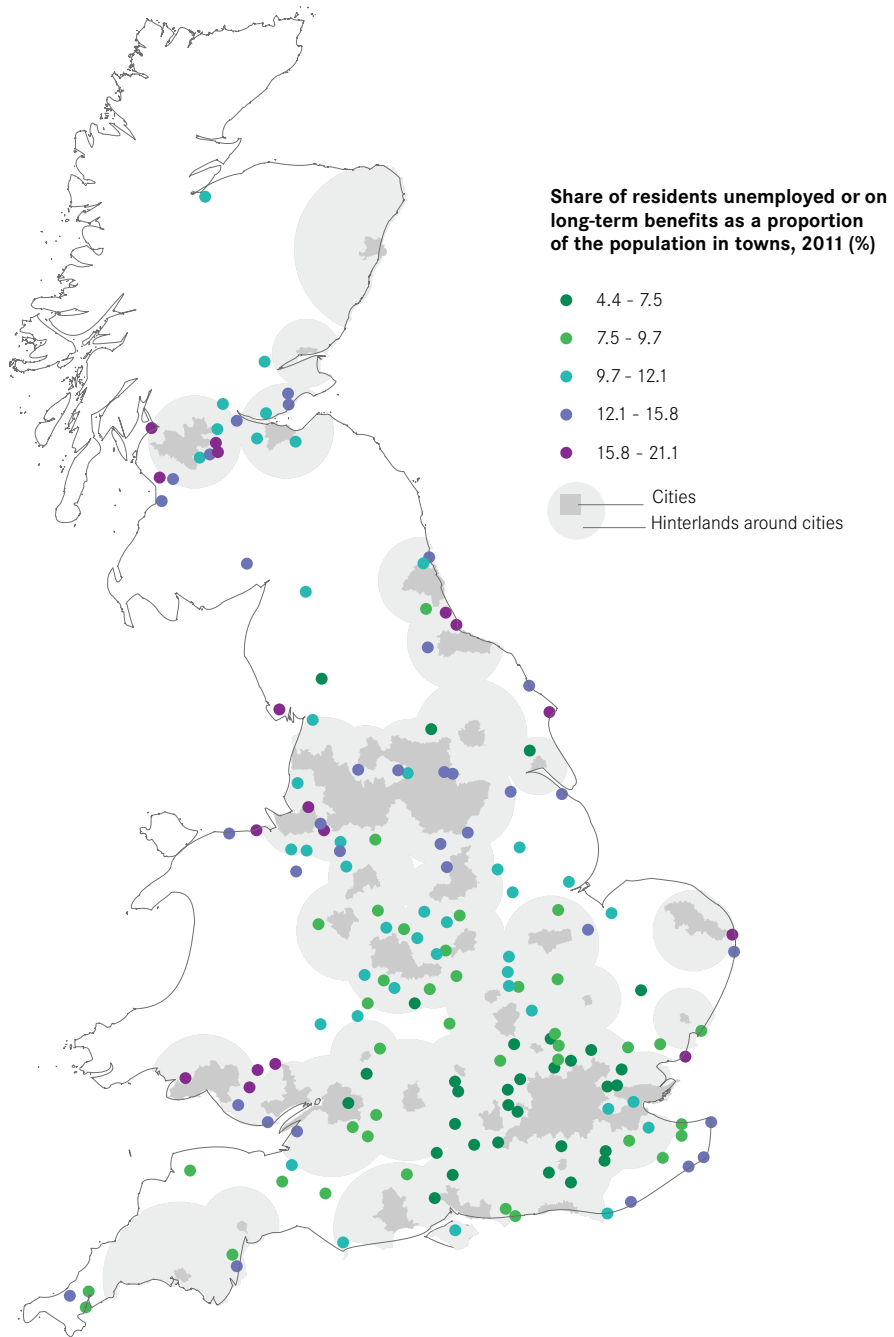 Share of residents unemployed or on
long-term benefits as a proportion
of the population in towns, 2011 (%)
4.4 - 7.5
7.5 - 9.7
9.7 - 12.1
12.1 - 15.8
15.8 - 21.1
Cities
Hinterlands around cities